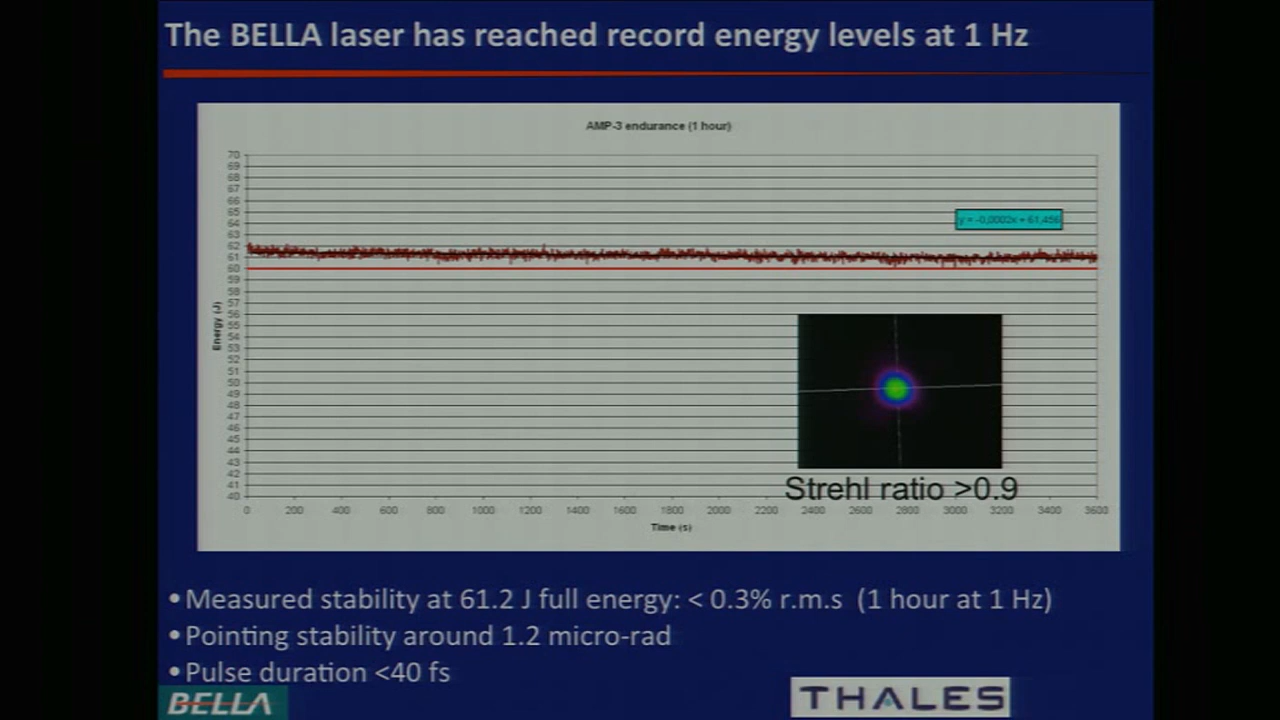 The BELLA laser has reached record energy levels at 1 Hz
AMP-3 endurance (1 hour)
70
69
68
67
66
65
64
63
62
61
60
59
58
57
56
55
54
53
52
51
50
49
48
47
46
45
44
43
42
41
40
Energy (J)
y = -0,0002x + 61,456
Strehl ratio >0.9
0 200 400 600 800 1000 1200 1400 1600 1800 2000 2200 2400 2600 2800 3000 3200 3400 3600
Time (s)
• Measured stability at 61.2 J full energy: < 0.3% r.m.s (1 hour at 1 Hz)
• Pointing stability around 1.2 micro-rad
• Pulse duration <40 fs
BELLA
THALES